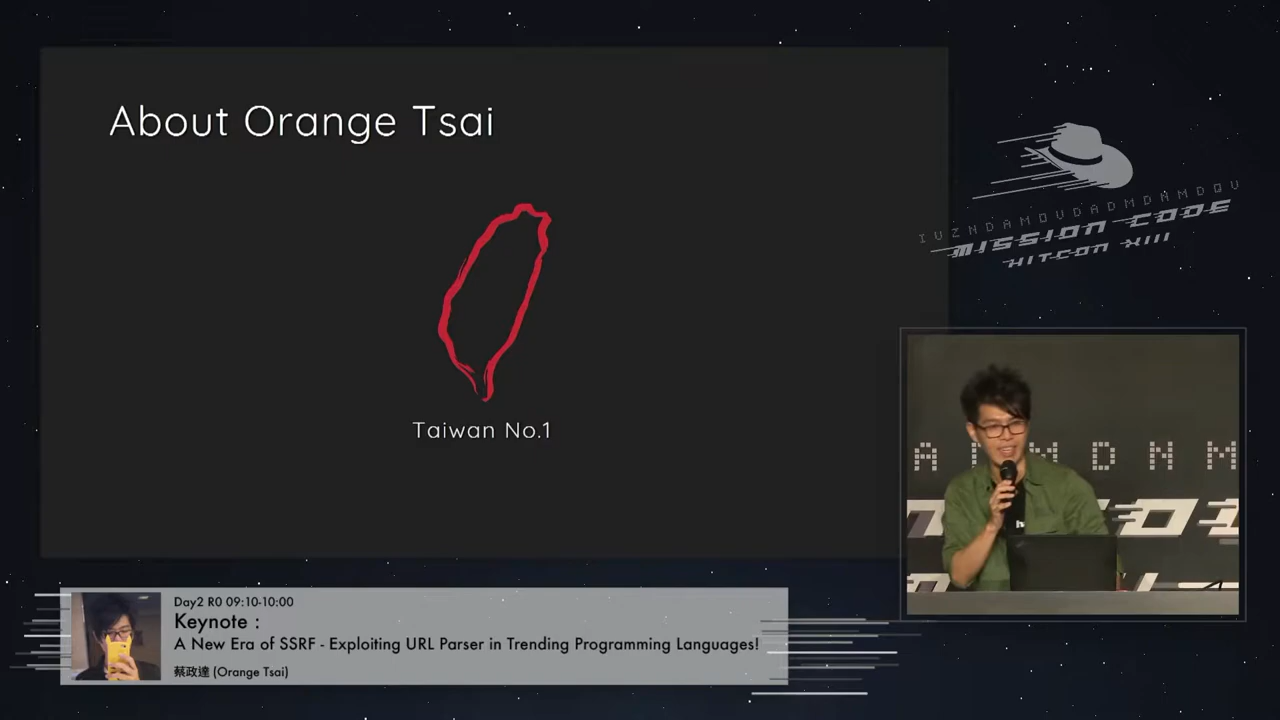 About Orange Tsai
Taiwan No.1
IVZNDAMOVDADMDNMDQV
MISSION CODE
HITCON XIII
A
M D N M
Day2 R0 09:10-10:00
Keynote :
A New Era of SSRF - Exploiting URL Parser in Trending Programming Languages!
蔡政達 (Orange Tsai)